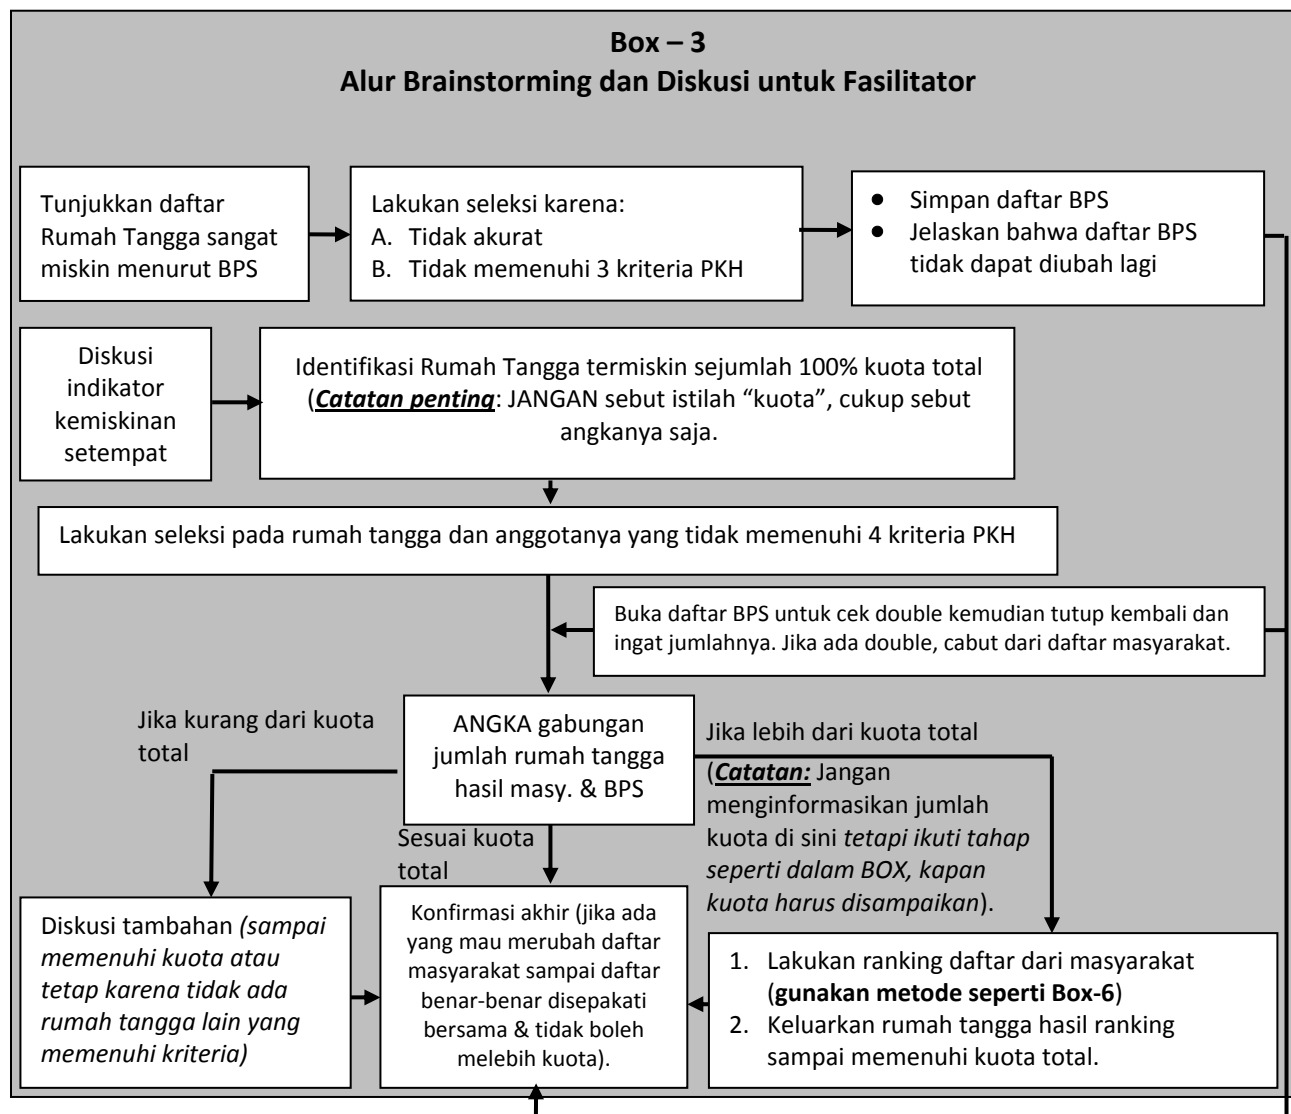 Box – 3
Alur Brainstorming dan Diskusi untuk Fasilitator
Tunjukkan daftar
Rumah Tangga sangat
miskin menurut BPS
Lakukan seleksi karena:
A. Tidak akurat
B. Tidak memenuhi 3 kriteria PKH
● Simpan daftar BPS
● Jelaskan bahwa daftar BPS
tidak dapat diubah lagi
Diskusi
indikator
kemiskinan
setempat
Identifikasi Rumah Tangga termiskin sejumlah 100% kuota total
(Catatan penting: JANGAN sebut istilah “kuota”, cukup sebut
angkanya saja.
Lakukan seleksi pada rumah tangga dan anggotanya yang tidak memenuhi 4 kriteria PKH
Buka daftar BPS untuk cek double kemudian tutup kembali dan
ingat jumlahnya. Jika ada double, cabut dari daftar masyarakat.
Jika kurang dari kuota
total
ANGKA gabungan
jumlah rumah tangga
hasil masy. & BPS
Jika lebih dari kuota total
(Catatan: Jangan
menginformasikan jumlah
kuota di sini tetapi ikuti tahap
seperti dalam BOX, kapan
kuota harus disampaikan).
Sesuai kuota
total
Diskusi tambahan (sampai
memenuhi kuota atau
tetap karena tidak ada
rumah tangga lain yang
memenuhi kriteria)
Konfirmasi akhir (jika ada
yang mau merubah daftar
masyarakat sampai daftar
benar-benar disepakati
bersama & tidak boleh
melebih kuota).
1. Lakukan ranking daftar dari masyarakat
(gunakan metode seperti Box-6)
2. Keluarkan rumah tangga hasil ranking
sampai memenuhi kuota total.